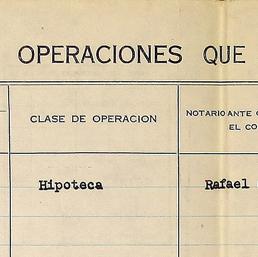 OPERACIONES QUE
CLASE DE OPERACION
NOTARIO ANTE
EL CO
Hipoteca
Rafael